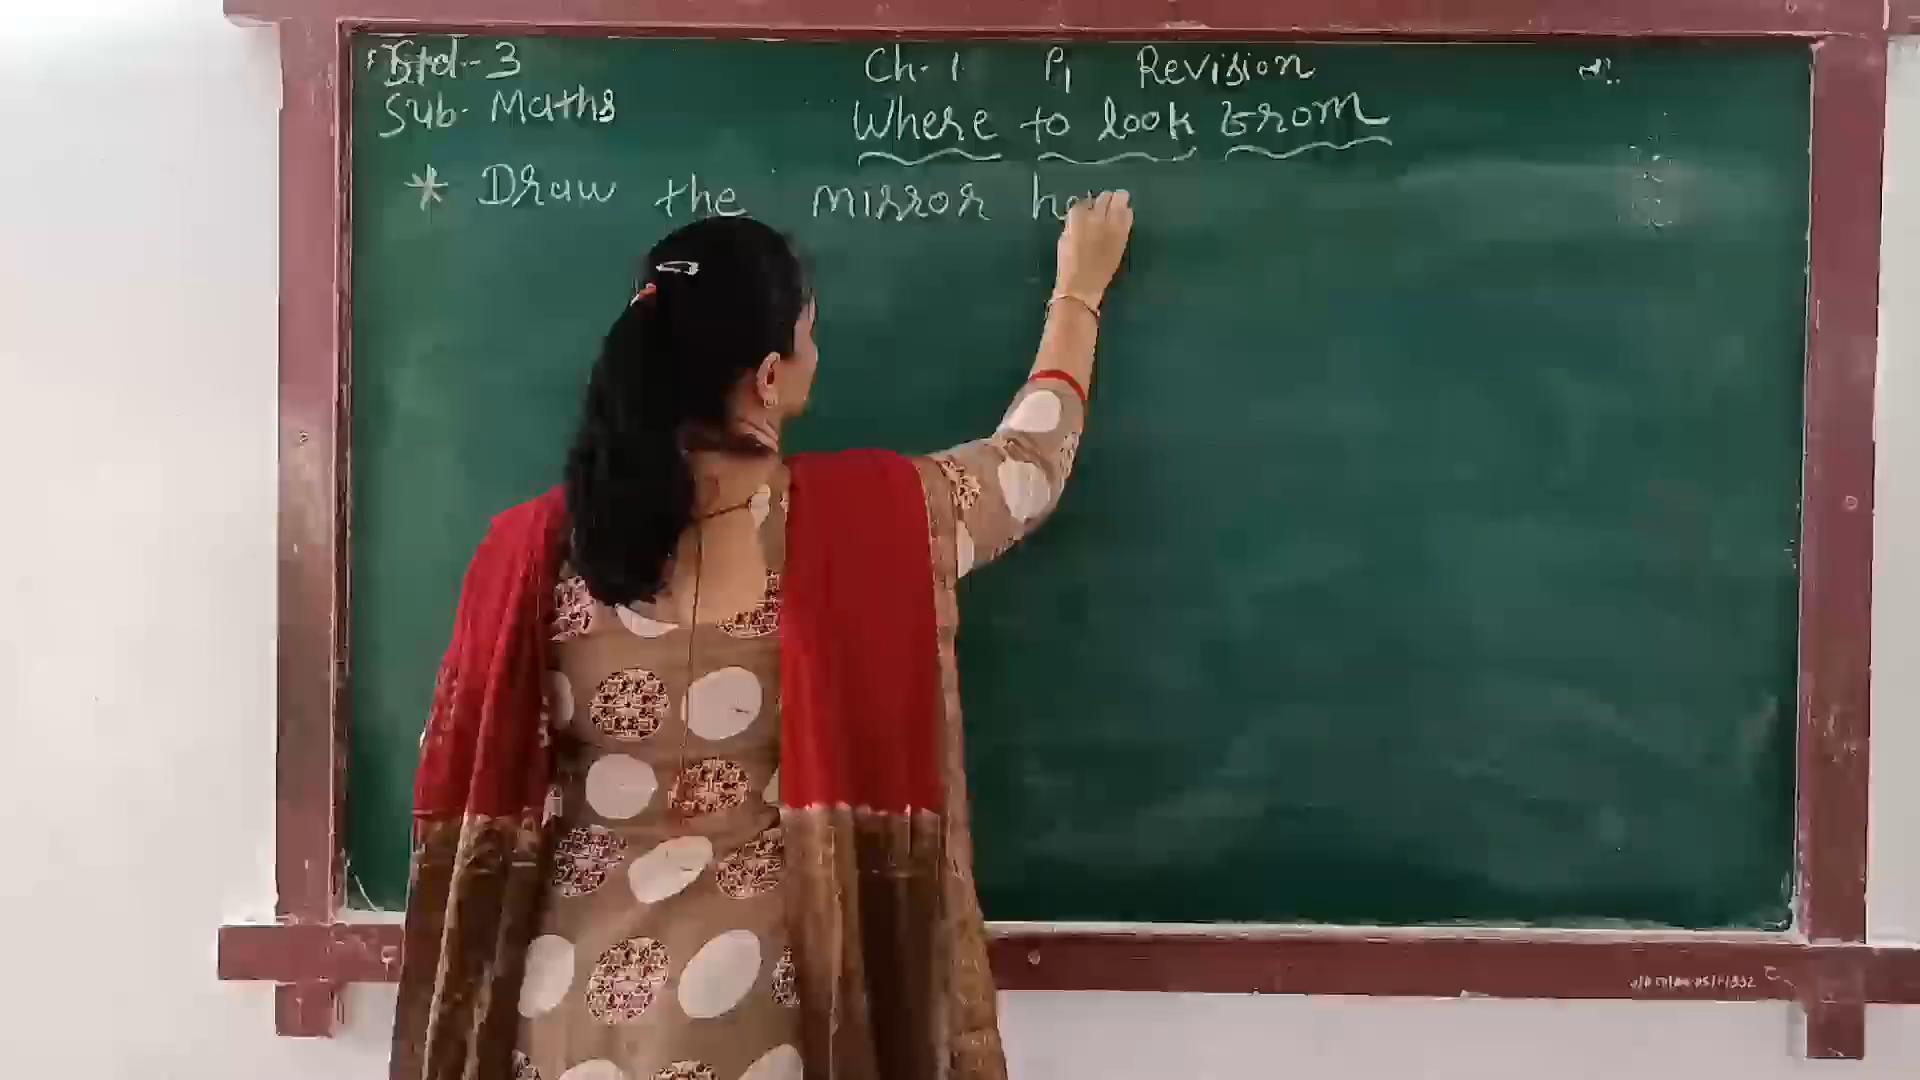 Std-3 Ch-1 P1 Revision
Sub- Maths Where to look From
* Draw the mirror